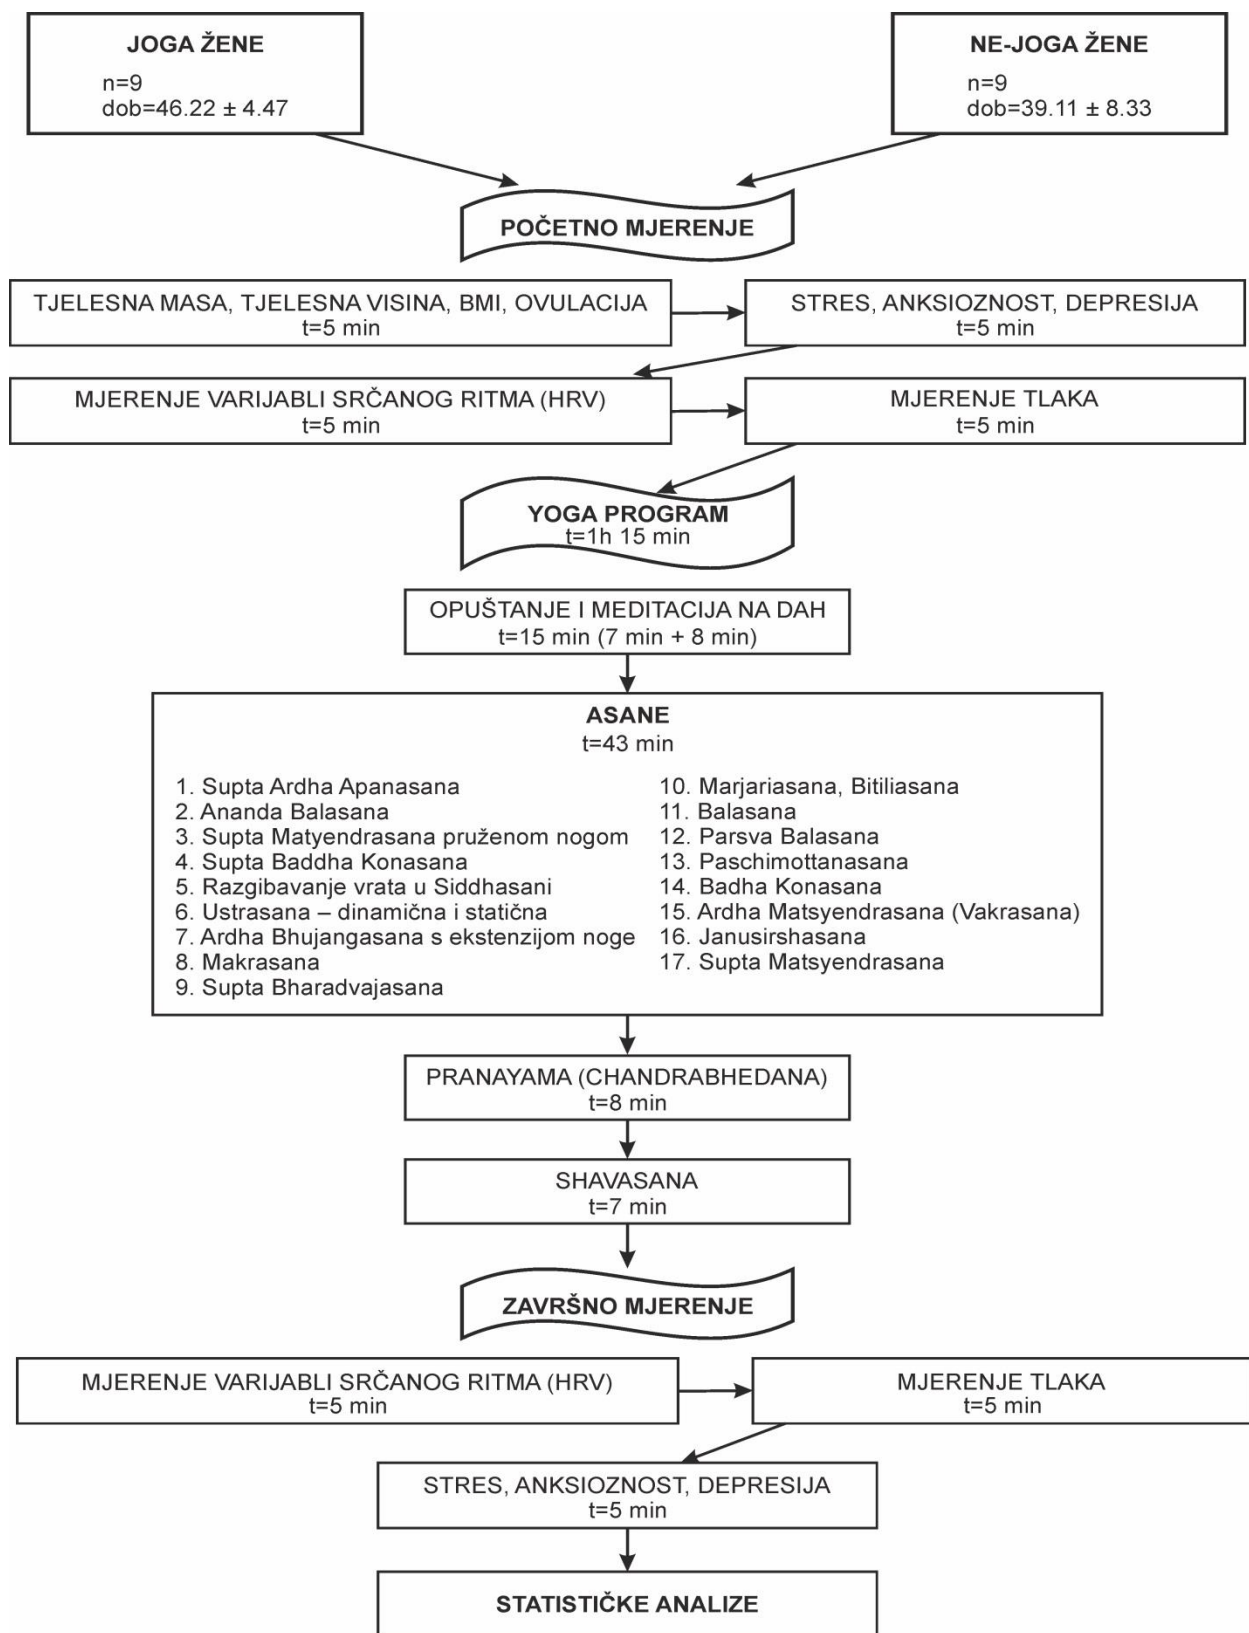 JOGA ŽENE
n=9
dob=46.22 ± 4.47
NE-JOGA ŽENE
n=9
dob=39.11 ± 8.33
POČETNO MJERENJE
TJELESNA MASA, TJELESNA VISINA, BMI, OVULACIJA
t=5 min
STRES, ANKSIOZNOST, DEPRESIJA
t=5 min
MJERENJE VARIJABLI SRČANOG RITMA (HRV)
t=5 min
MJERENJE TLAKA
t=5 min
YOGA PROGRAM
t=1h 15 min
OPUŠTANJE I MEDITACIJA NA DAH
t=15 min (7 min + 8 min)
ASANE
t=43 min
1. Supta Ardha Apanasana
2. Ananda Balasana
3. Supta Matyendrasana pruženom nogom
4. Supta Baddha Konasana
5. Razgibavanje vrata u Siddhasani
6. Ustrasana – dinamična i statična
7. Ardha Bhujangasana s ekstenzijom noge
8. Makrasana
9. Supta Bharadvajasana
10. Marjariasana, Bitiliasana
11. Balasana
12. Parsva Balasana
13. Paschimottanasana
14. Badha Konasana
15. Ardha Matsyendrasana (Vakrasana)
16. Janusirshasana
17. Supta Matsyendrasana
PRANAYAMA (CHANDRABHEDANA)
t=8 min
SHAVASANA
t=7 min
ZAVRŠNO MJERENJE
MJERENJE VARIJABLI SRČANOG RITMA (HRV)
t=5 min
MJERENJE TLAKA
t=5 min
STRES, ANKSIOZNOST, DEPRESIJA
t=5 min
STATISTIČKE ANALIZE